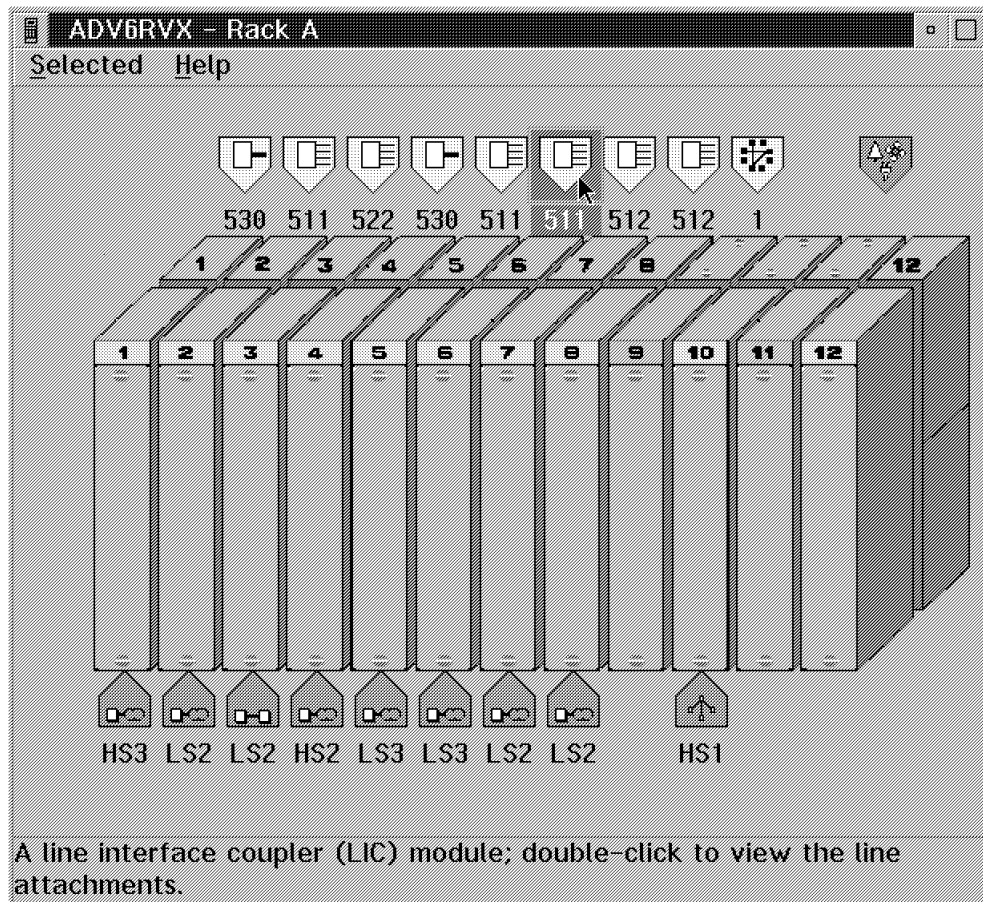 ADV6RVX – Rack A
Selected Help
530 511 522 530 511 511 512 512 1
1 2 3 4 5 6 7 8 12
1 2 3 4 5 6 7 8 9 10 11 12
HS3 LS2 LS2 HS2 LS3 LS3 LS2 LS2 HS1
A line interface coupler (LIC) module; double-click to view the line
attachments.